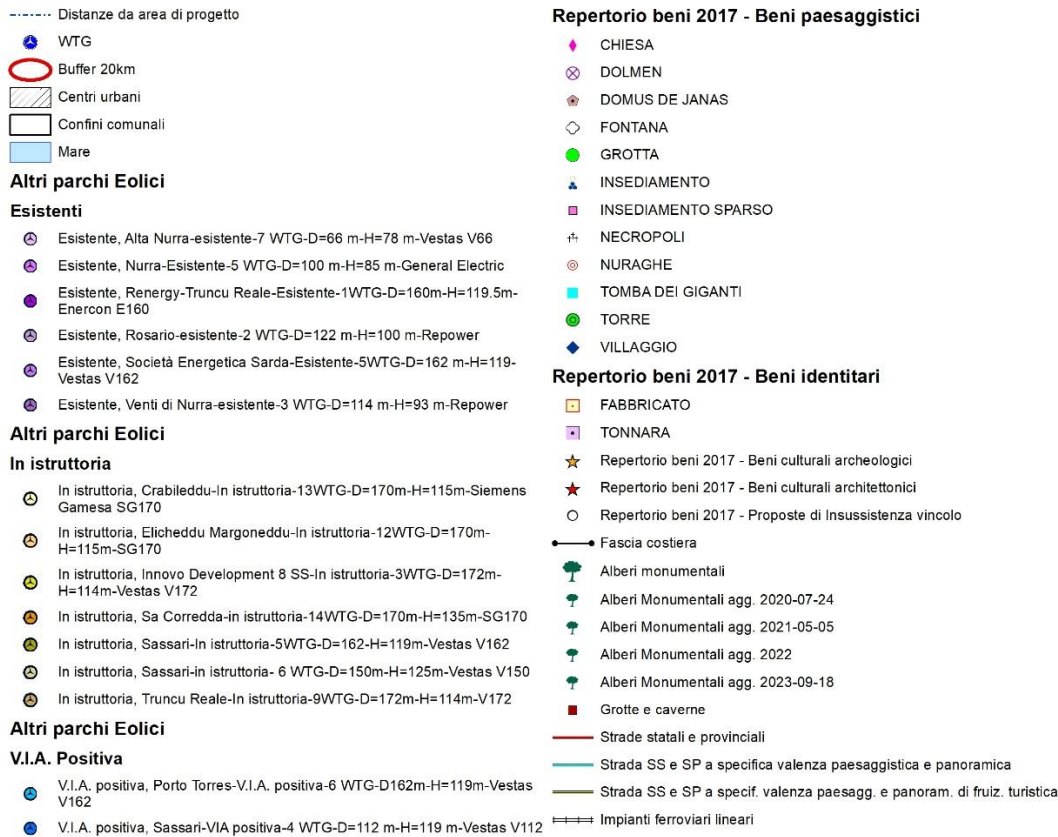 Distanze da area di progetto
WTG
Buffer 20km
Centri urbani
Confini comunali
Mare
Altri parchi Eolici
Esistenti
Esistente, Alta Nurra-esistente-7 WTG-D=66 m-H=78 m-Vestas V66
Esistente, Nurra-Esistente-5 WTG-D=100 m-H=85 m-General Electric
Esistente, Renergy-Truncu Reale-Esistente-1WTG-D=160m-H=119.5m-
Enercon E160
Esistente, Rosario-esistente-2 WTG-D=122 m-H=100 m-Repower
Esistente, Società Energetica Sarda-Esistente-5WTG-D=162 m-H=119-
Vestas V162
Esistente, Venti di Nurra-esistente-3 WTG-D=114 m-H=93 m-Repower
Altri parchi Eolici
In istruttoria
In istruttoria, Crabileddu-In istruttoria-13WTG-D=170m-H=115m-Siemens
Gamesa SG170
In istruttoria, Elicheddu Margoneddu-In istruttoria-12WTG-D=170m-
H=115m-SG170
In istruttoria, Innovo Development 8 SS-In istruttoria-3WTG-D=172m-
H=114m-Vestas V172
In istruttoria, Sa Corredda-in istruttoria-14WTG-D=170m-H=135m-SG170
In istruttoria, Sassari-In istruttoria-5WTG-D=162-H=119m-Vestas V162
In istruttoria, Sassari-in istruttoria- 6 WTG-D=150m-H=125m-Vestas V150
In istruttoria, Truncu Reale-In istruttoria-9WTG-D=172m-H=114m-V172
Altri parchi Eolici
V.I.A. Positiva
V.I.A. positiva, Porto Torres-V.I.A. positiva-6 WTG-D162m-H=119m-Vestas
V162
V.I.A. positiva, Sassari-VIA positiva-4 WTG-D=112 m-H=119 m-Vestas V112
Repertorio beni 2017 - Beni paesaggistici
CHIESA
DOLMEN
DOMUS DE JANAS
FONTANA
GROTTA
INSEDIAMENTO
INSEDIAMENTO SPARSO
NECROPOLI
NURAGHE
TOMBA DEI GIGANTI
TORRE
VILLAGGIO
Repertorio beni 2017 - Beni identitari
FABBRICATO
TONNARA
Repertorio beni 2017 - Beni culturali archeologici
Repertorio beni 2017 - Beni culturali architettonici
Repertorio beni 2017 - Proposte di Insussistenza vincolo
Fascia costiera
Alberi monumentali
Alberi Monumentali agg. 2020-07-24
Alberi Monumentali agg. 2021-05-05
Alberi Monumentali agg. 2022
Alberi Monumentali agg. 2023-09-18
Grotte e caverne
Strade statali e provinciali
Strada SS e SP a specifica valenza paesaggistica e panoramica
Strada SS e SP a specif. valenza paesagg. e panoram. di fruiz. turistica
Impianti ferroviari lineari